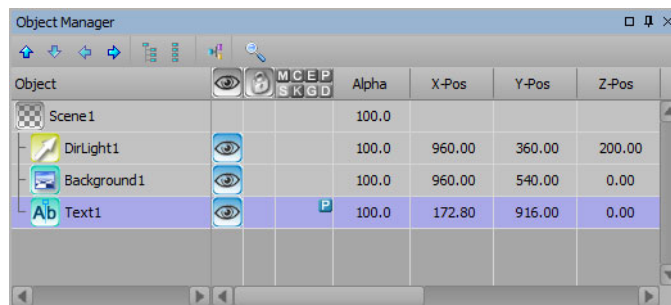 Object Manager
Object M C E P Alpha X-Pos Y-Pos Z-Pos
S K G D
Scene1 100.0
DirLight1 100.0 960.00 360.00 200.00
Background1 100.0 960.00 540.00 0.00
Ab Text1 P 100.0 172.80 916.00 0.00